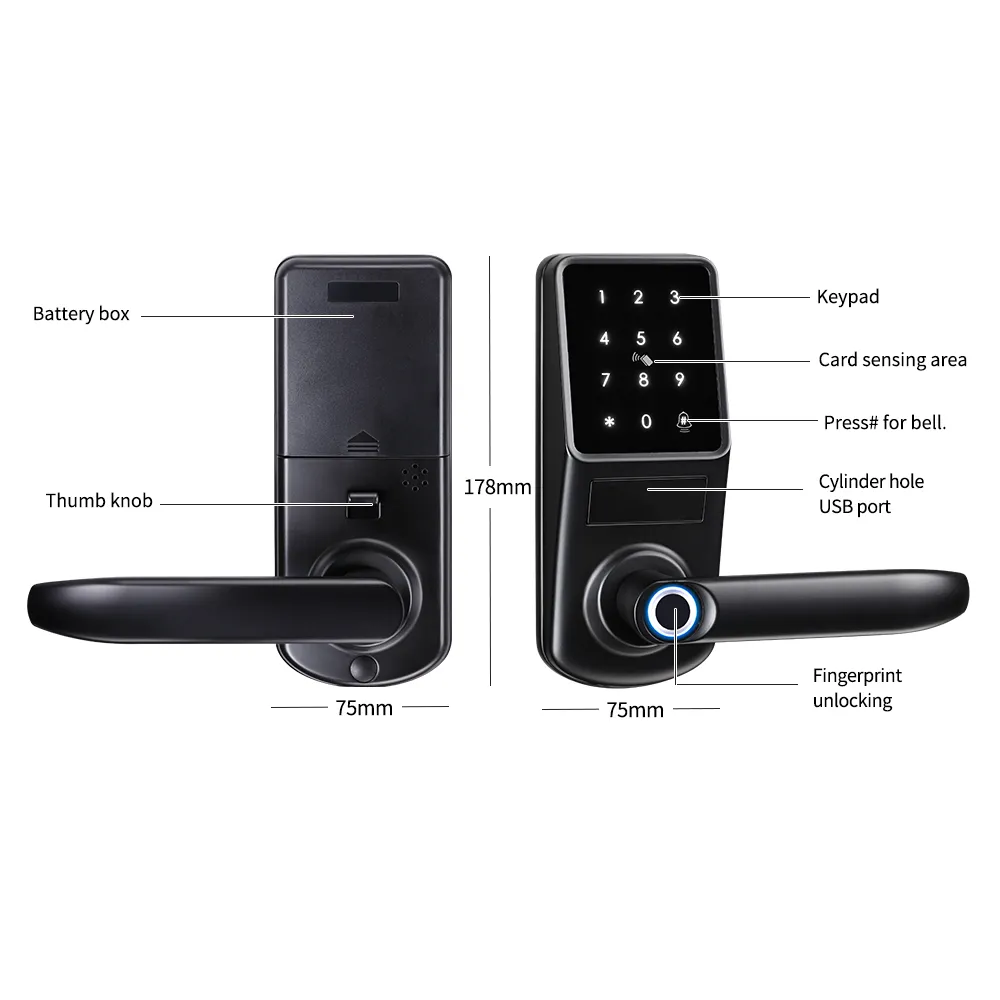 Battery box
Thumb knob
178mm
75mm
1 2 3
4 5 6
7 8 9
* 0 #
Keypad
Card sensing area
Press# for bell.
Cylinder hole
USB port
Fingerprint
unlocking
75mm